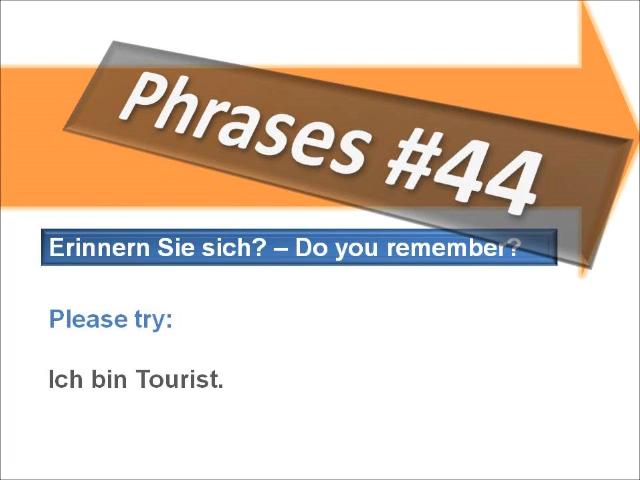 Phrases #44
Erinnern Sie sich? – Do you remember?
Please try:
Ich bin Tourist.